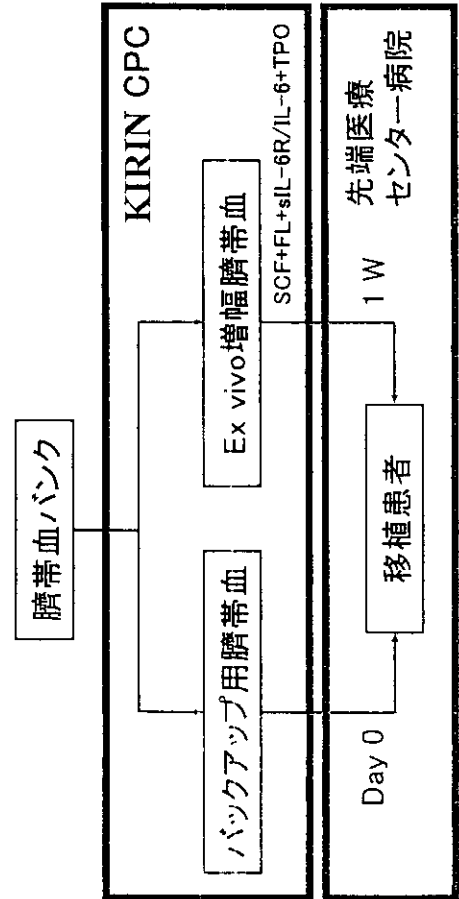 臍帯血バンク
KIRIN CPC
バックアップ用臍帯血
Ex vivo増幅臍帯血
SCF+FL+sIL-6R/IL-6+TPO
Day 0
1 W
先端医療
センター病院
移植患者